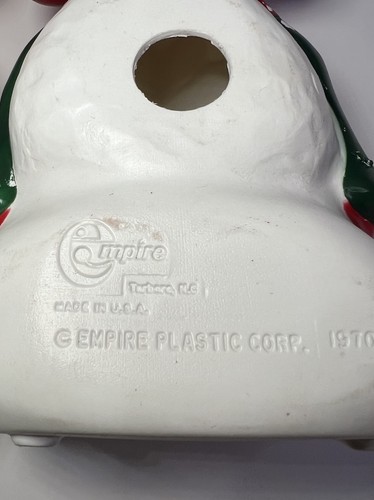 Empire
Tarboro, N.C
MADE IN U.S.A.
© EMPIRE PLASTIC CORP. 1970